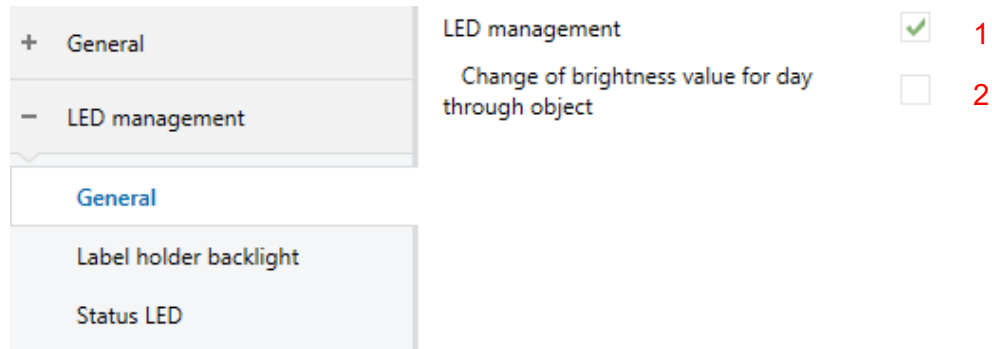 General
LED management
General
Label holder backlight
Status LED
LED management
1
Change of brightness value for day
through object
2